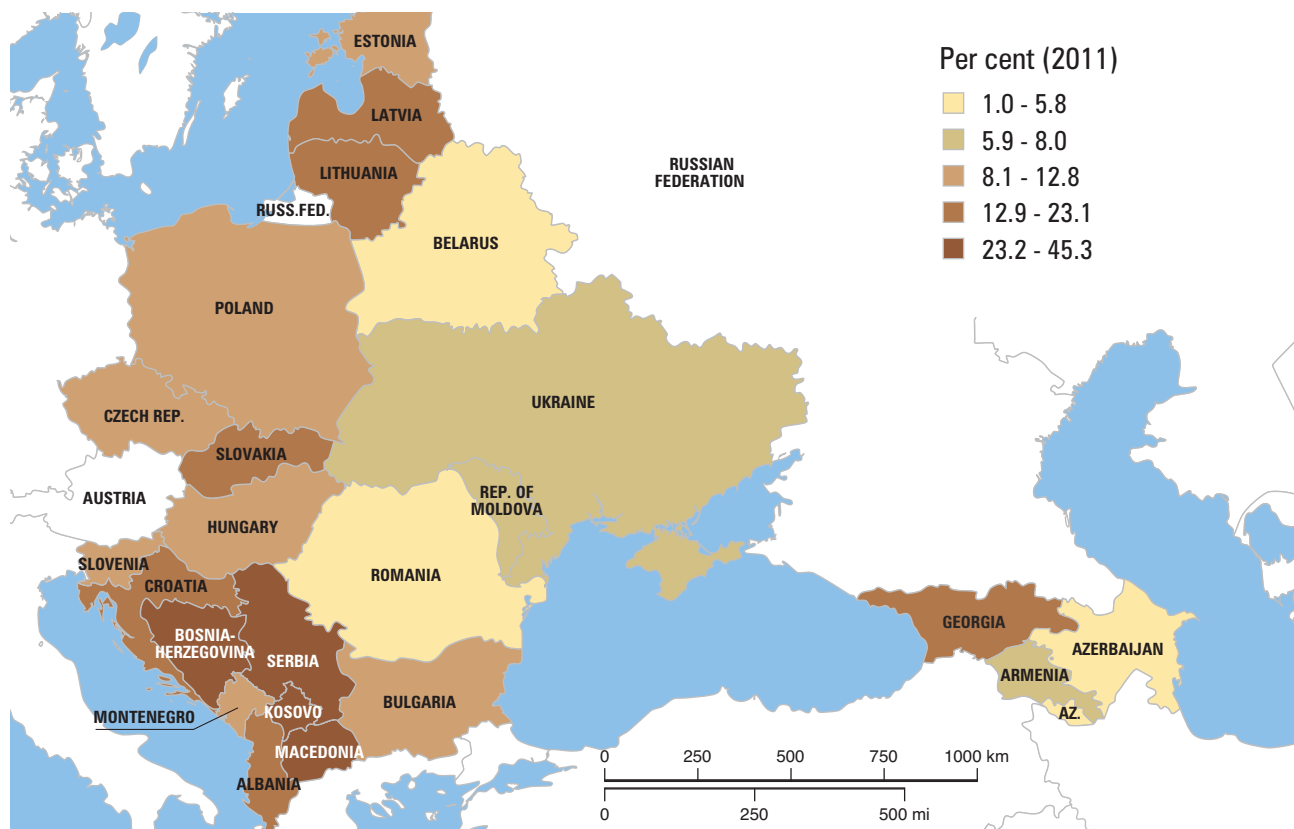 ESTONIA
Per cent (2011)
1.0 - 5.8
5.9 - 8.0
8.1 - 12.8
12.9 - 23.1
23.2 - 45.3
LATVIA
LITHUANIA
RUSSIAN
FEDERATION
RUSS.FED.
BELARUS
POLAND
UKRAINE
CZECH REP.
SLOVAKIA
AUSTRIA
REP. OF
MOLDOVA
HUNGARY
SLOVENIA
ROMANIA
CROATIA
BOSNIA-
HERZEGOVINA
SERBIA
GEORGIA
AZERBAIJAN
ARMENIA
AZ.
BULGARIA
MONTENEGRO
KOSOVO
MACEDONIA
ALBANIA
0 250 500 750 1000 km
0 250 500 mi